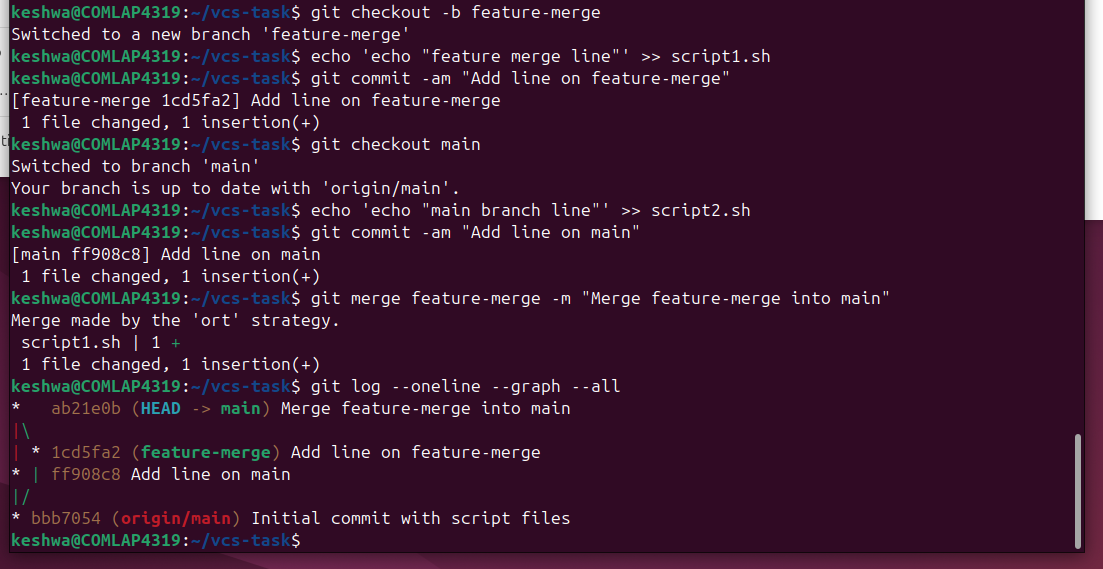 keshwa@COMLAP4319:~/vcs-task$ git checkout -b feature-merge
Switched to a new branch 'feature-merge'
keshwa@COMLAP4319:~/vcs-task$ echo 'echo "feature merge line"' >> script1.sh
keshwa@COMLAP4319:~/vcs-task$ git commit -am "Add line on feature-merge"
[feature-merge 1cd5fa2] Add line on feature-merge
 1 file changed, 1 insertion(+)
keshwa@COMLAP4319:~/vcs-task$ git checkout main
Switched to branch 'main'
Your branch is up to date with 'origin/main'.
keshwa@COMLAP4319:~/vcs-task$ echo 'echo "main branch line"' >> script2.sh
keshwa@COMLAP4319:~/vcs-task$ git commit -am "Add line on main"
[main ff908c8] Add line on main
 1 file changed, 1 insertion(+)
keshwa@COMLAP4319:~/vcs-task$ git merge feature-merge -m "Merge feature-merge into main"
Merge made by the 'ort' strategy.
 script1.sh | 1 +
 1 file changed, 1 insertion(+)
keshwa@COMLAP4319:~/vcs-task$ git log --oneline --graph --all
*   ab21e0b (HEAD -> main) Merge feature-merge into main
|\
| * 1cd5fa2 (feature-merge) Add line on feature-merge
* | ff908c8 Add line on main
|/
* bbb7054 (origin/main) Initial commit with script files
keshwa@COMLAP4319:~/vcs-task$